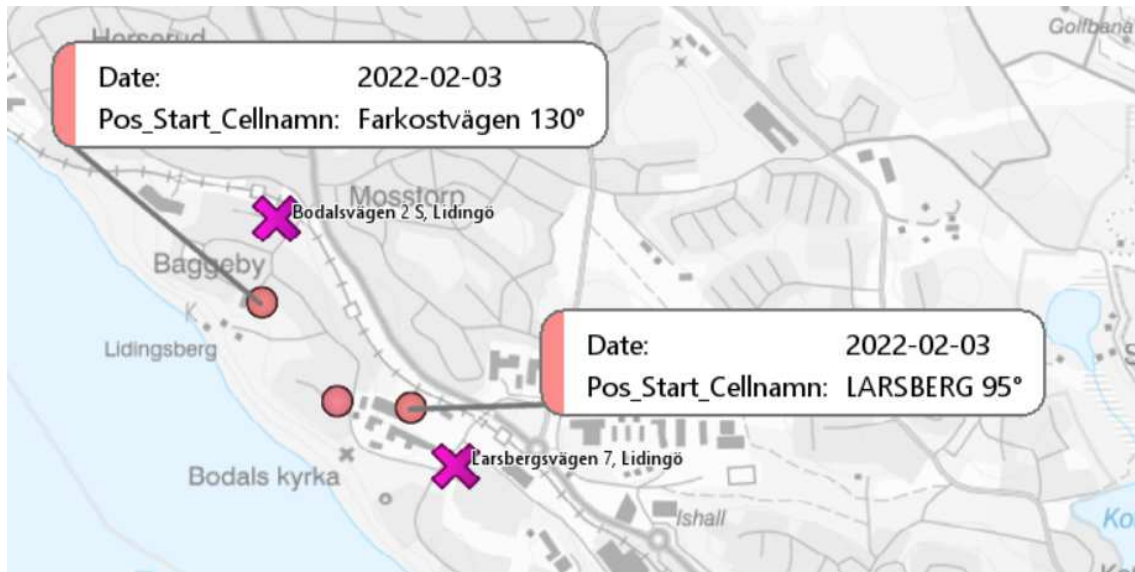 Golfbana
Herserud
Date: 2022-02-03
Pos_Start_Cellnamn: Farkostvägen 130°
Mosstorp
Bodalsvägen 2 S, Lidingö
Baggeby
Lidingsberg
Date: 2022-02-03
Pos_Start_Cellnamn: LARSBERG 95°
Larsbergsvägen 7, Lidingö
Bodals kyrka
Ishall